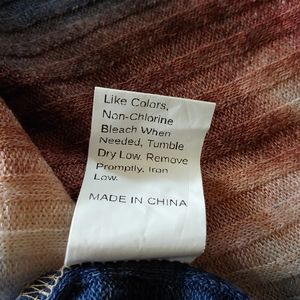 Like Colors,
Non-Chlorine
Bleach When
Needed, Tumble
Dry Low. Remove
Promptly, Iron
Low.
MADE IN CHINA